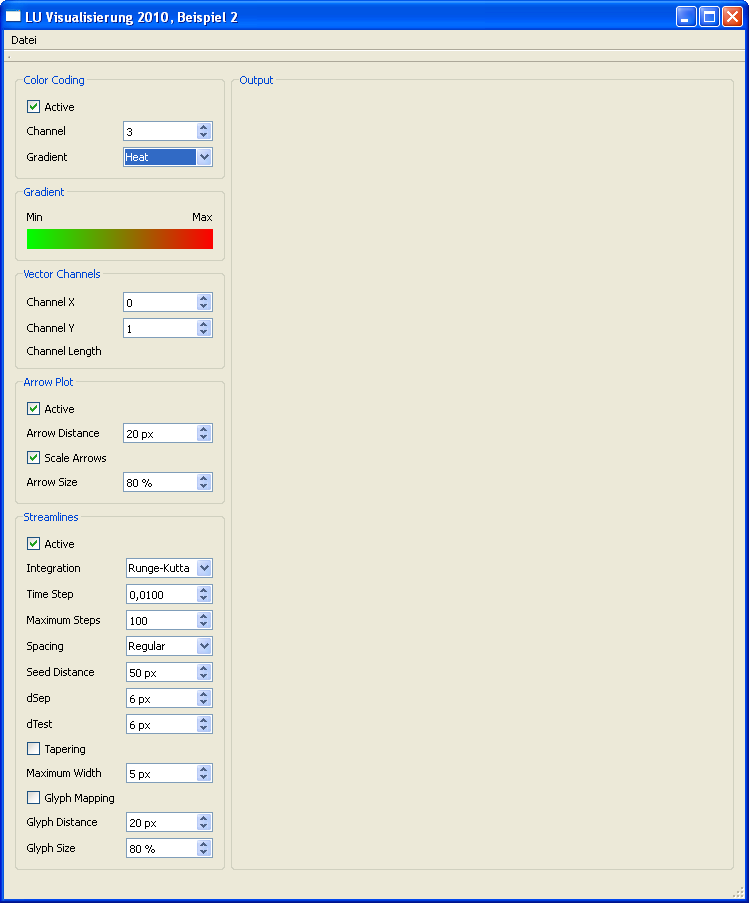 LU Visualisierung 2010, Beispiel 2
Datei
Color Coding
Active
Channel 3
Gradient Heat
Gradient
Min Max
Vector Channels
Channel X 0
Channel Y 1
Channel Length
Arrow Plot
Active
Arrow Distance 20 px
Scale Arrows
Arrow Size 80 %
Streamlines
Active
Integration Runge-Kutta
Time Step 0,0100
Maximum Steps 100
Spacing Regular
Seed Distance 50 px
dSep 6 px
dTest 6 px
Tapering
Maximum Width 5 px
Glyph Mapping
Glyph Distance 20 px
Glyph Size 80 %
Output